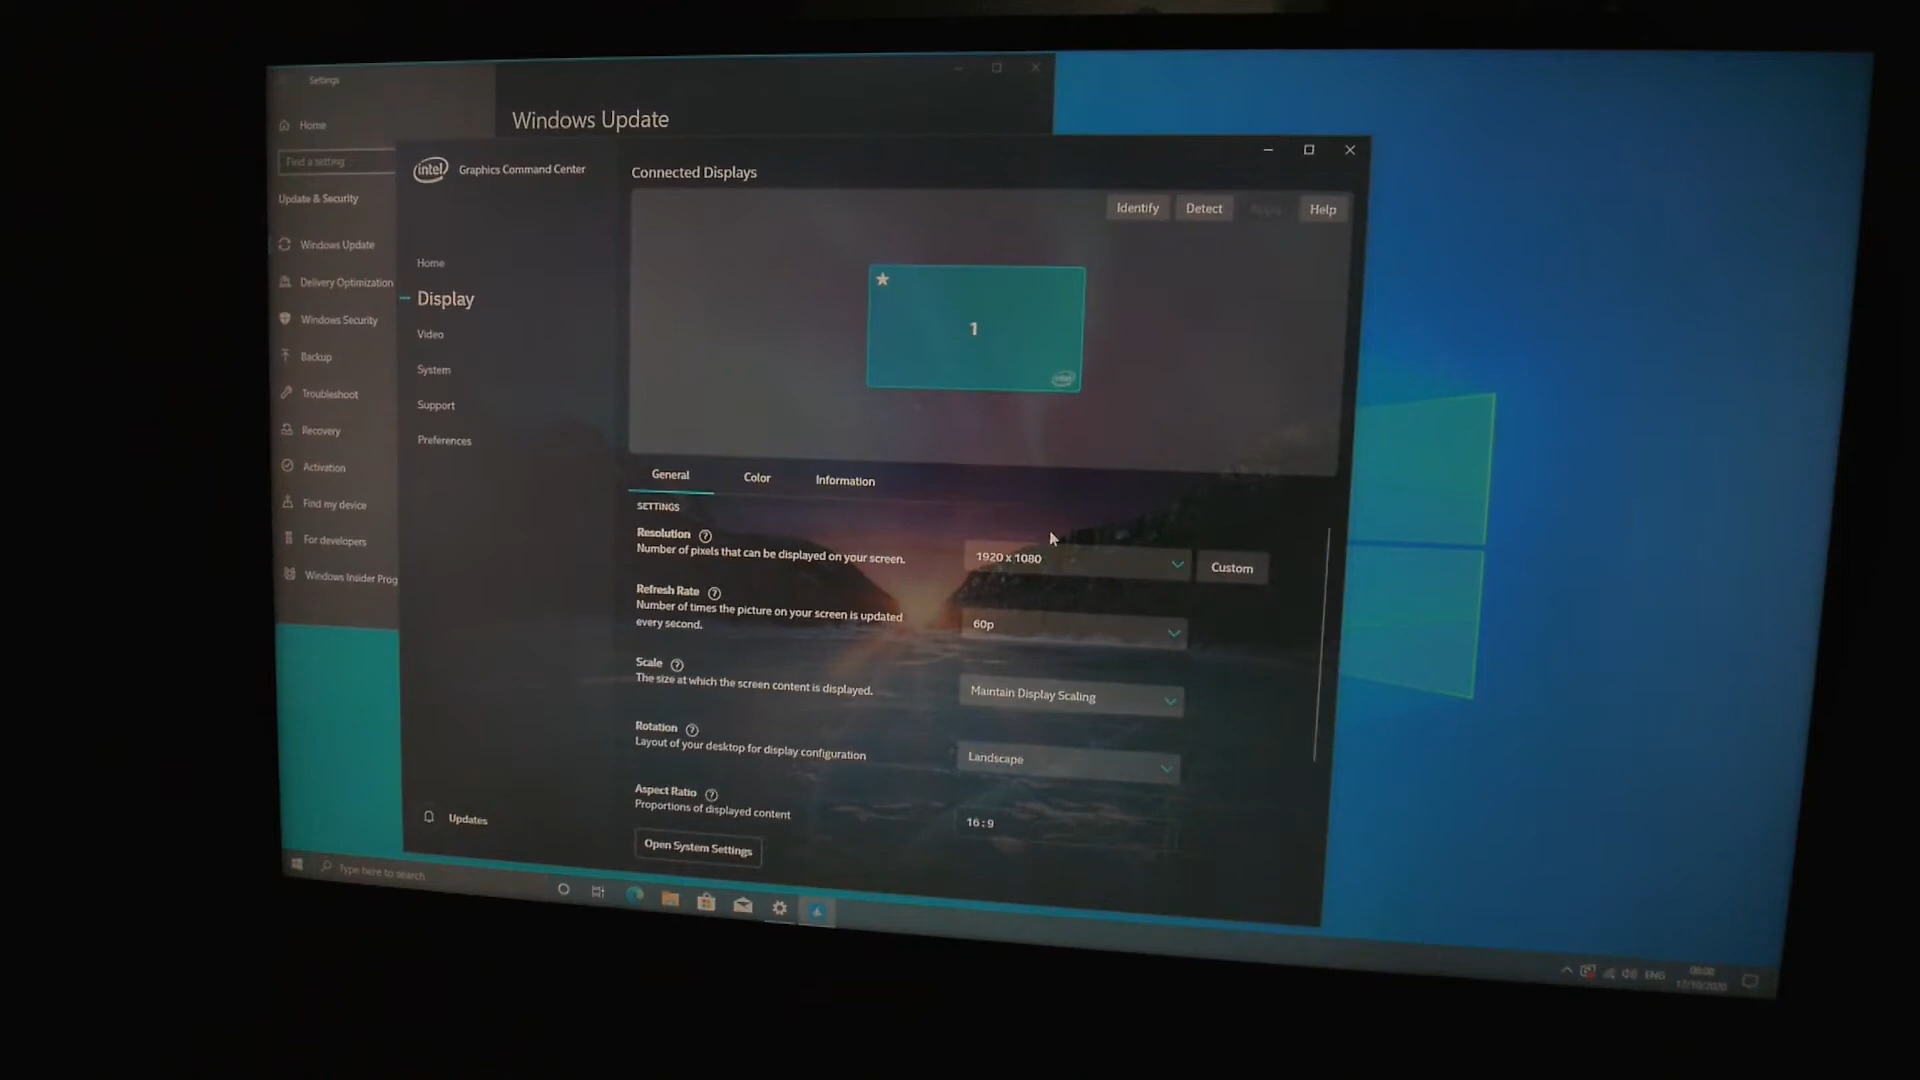 Settings
Windows Update
Home
Find a setting
Update & Security
Windows Update
Delivery Optimization
Windows Security
Backup
Troubleshoot
Recovery
Activation
Find my device
For developers
Windows Insider Prog
intel Graphics Command Center
Home
Display
Video
System
Support
Preferences
Updates
Connected Displays
Identify
Detect
Apply
Help
1
intel
General
Color
Information
SETTINGS
Resolution ?
Number of pixels that can be displayed on your screen.
1920 x 1080
Custom
Refresh Rate ?
Number of times the picture on your screen is updated
every second.
60p
Scale ?
The size at which the screen content is displayed.
Maintain Display Scaling
Rotation ?
Layout of your desktop for display configuration
Landscape
Aspect Ratio ?
Proportions of displayed content
16:9
Open System Settings
Type here to search
ENG
17/10/2020